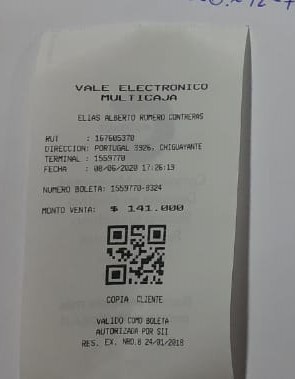 VALE ELECTRONICO
MULTICAJA
ELIAS ALBERTO ROMERO CONTRERAS
RUT : 167605370
DIRECCION: PORTUGAL 3926, CHIGUAYANTE
TERMINAL : 1559770
FECHA : 08/06/2020 17:26:19
NUMERO BOLETA: 1559770-9324
MONTO VENTA: $ 141.000
COPIA CLIENTE
VALIDO COMO BOLETA
AUTORIZADA POR SII
RES. EX. NRO.8 24/01/2018